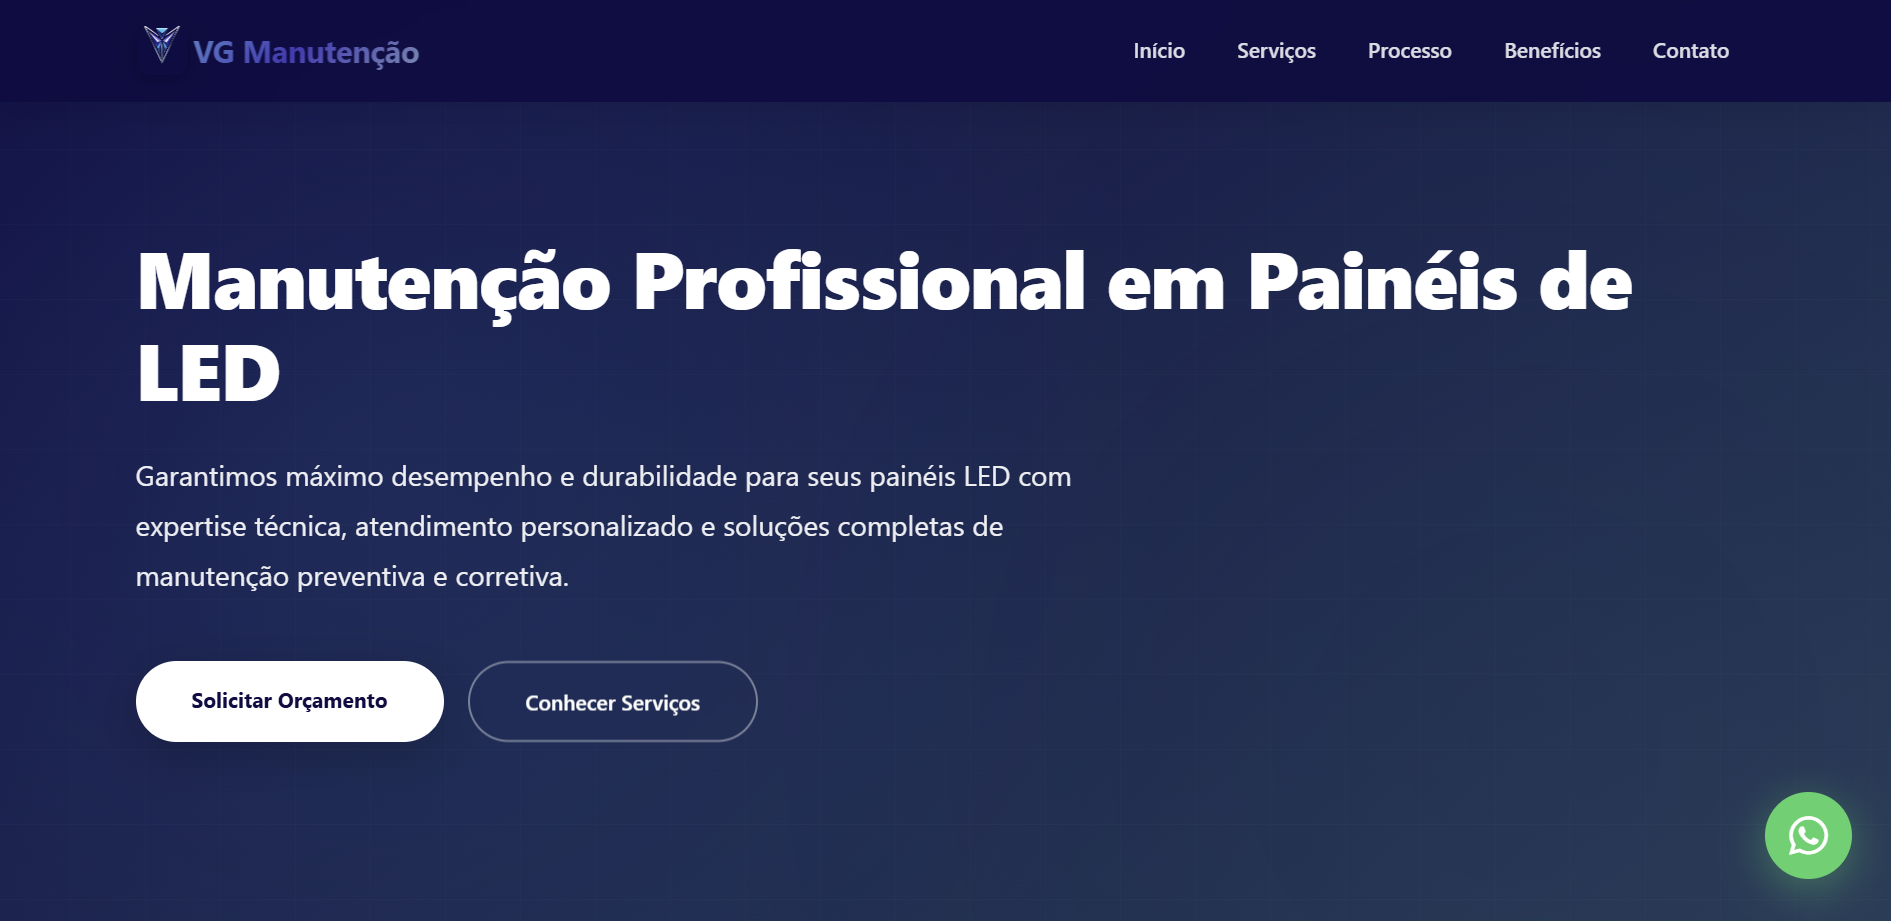 VG Manutenção
Início Serviços Processo Benefícios Contato
Manutenção Profissional em Painéis de
LED
Garantimos máximo desempenho e durabilidade para seus painéis LED com
expertise técnica, atendimento personalizado e soluções completas de
manutenção preventiva e corretiva.
Solicitar Orçamento
Conhecer Serviços